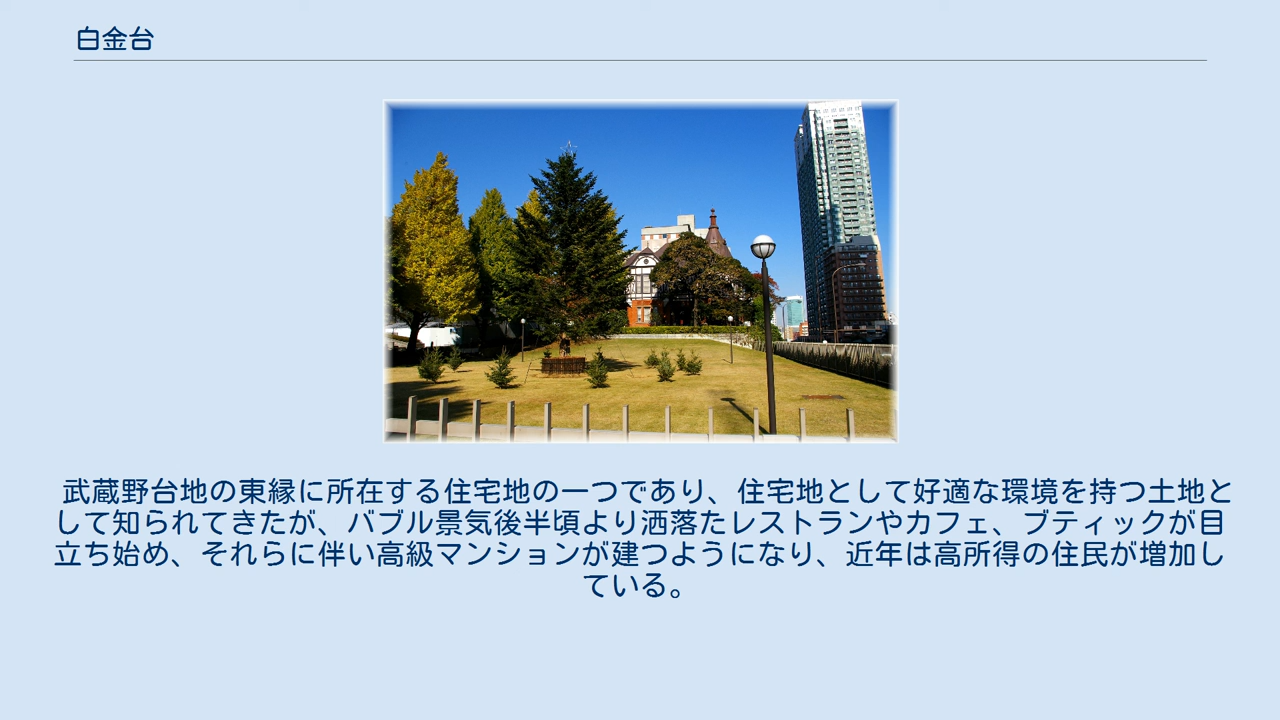 白金台
武蔵野台地の東縁に所在する住宅地の一つであり、住宅地として好適な環境を持つ土地と
して知られてきたが、バブル景気後半頃より洒落たレストランやカフェ、ブティックが目
立ち始め、それらに伴い高級マンションが建つようになり、近年は高所得の住民が増加し
ている。